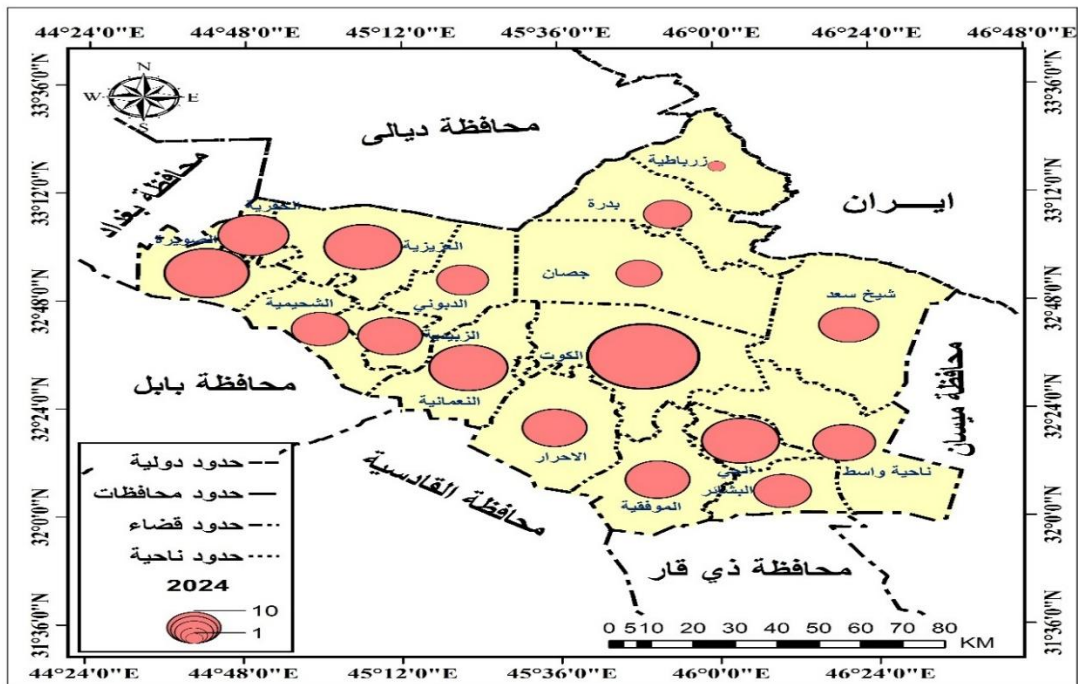 44°24'0"E 44°48'0"E 45°12'0"E 45°36'0"E 46°0'0"E 46°24'0"E 46°48'0"E
33°36'0"N
33°12'0"N
32°48'0"N
32°24'0"N
32°0'0"N
31°36'0"N
N
W E
S
محافظة ديالى
محافظة بغداد
ايـــران
زرباطية
بدرة
جصان
الحفرية
الصويرة
العزيزية
الدبوني
الشحيمية
الزبيدية
النعمانية
شيخ سعد
الكوت
محافظة بابل
محافظة ميسان
الاحرار
الحي
ناحية واسط
الموفقية
البشائر
محافظة القادسية
محافظة ذي قار
حدود دولية
حدود محافظات
حدود قضاء
حدود ناحية
2024
10
1
0 5 10 20 30 40 50 60 70 80 KM
33°36'0"N
33°12'0"N
32°48'0"N
32°24'0"N
32°0'0"N
31°36'0"N
44°24'0"E 44°48'0"E 45°12'0"E 45°36'0"E 46°0'0"E 46°24'0"E